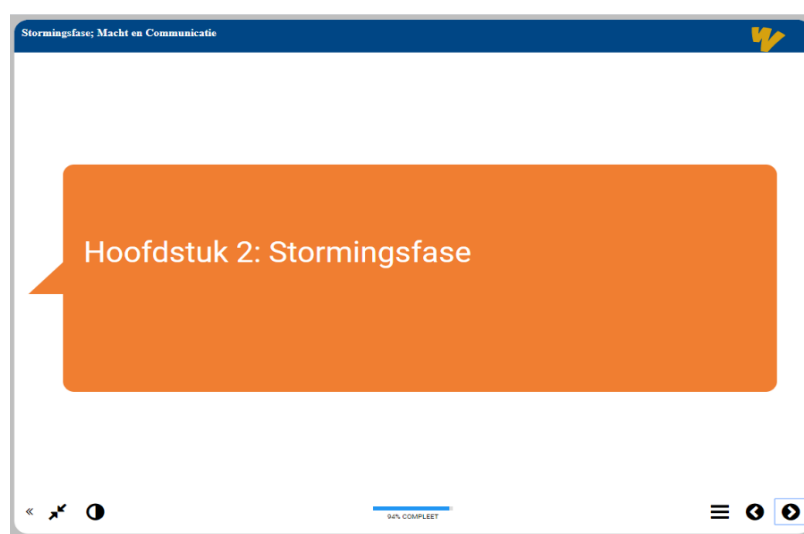 Stormingsfase; Macht en Communicatie
Hoofdstuk 2: Stormingsfase
94% COMPLEET